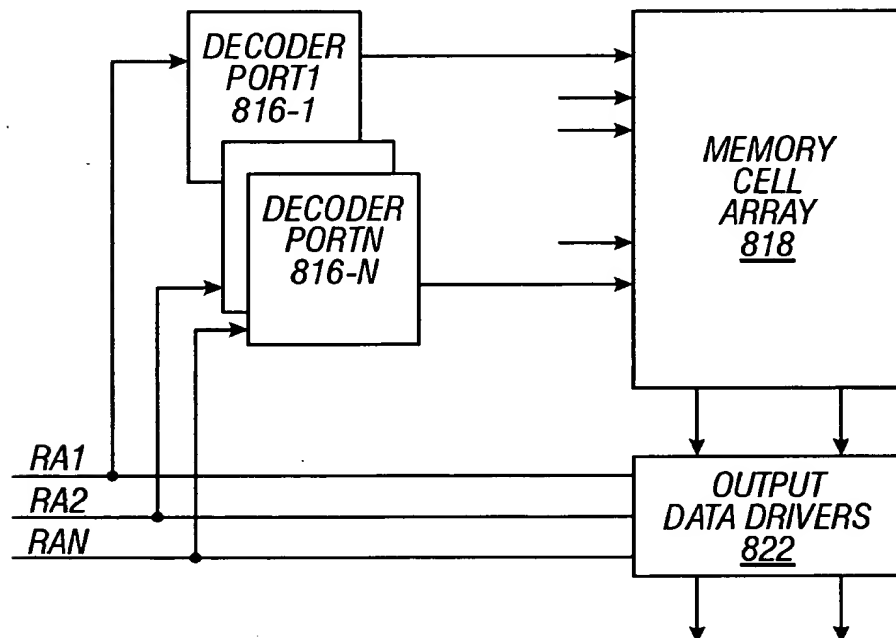 DECODER
PORT1
816-1
DECODER
PORTN
816-N
MEMORY
CELL
ARRAY
818
RA1
RA2
RAN
OUTPUT
DATA DRIVERS
822